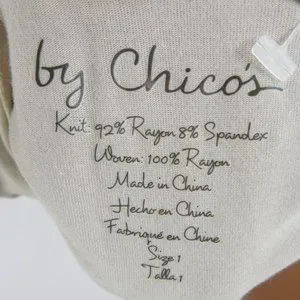 by Chico's
Knit: 92% Rayon 8% Spandex
Woven: 100% Rayon
Made in China
Hecho en China
Fabriqué en Chine
Size 1
Talla 1